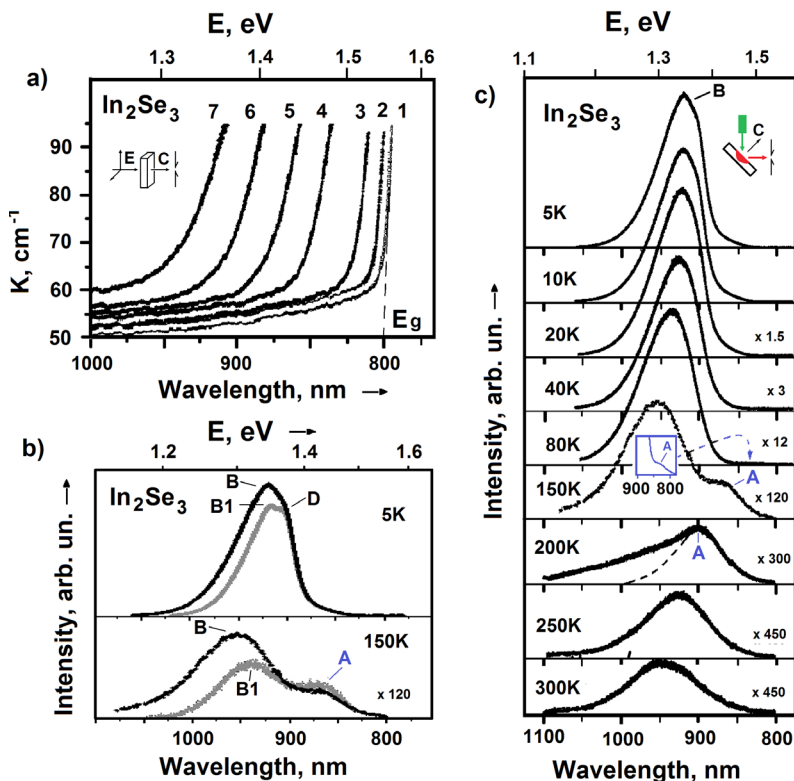 E, eV
1.3 1.4 1.5 1.6
a)
In2Se3
7 6 5 4 3 2 1
E C
K, cm-1
90
80
70
60
50
Eg
1000 900 800
Wavelength, nm →
b)
E, eV →
1.2 1.4 1.6
In2Se3
B
B1
D
5K
B
150K
A
B1
x 120
Intensity, arb. un. →
1000 900 800
Wavelength, nm
c)
E, eV
1.1 1.3 1.5
In2Se3
B
C
5K
10K
20K
x 1.5
40K
x 3
80K
x 12
A
900 800
150K
A
x 120
200K
A
x 300
250K
x 450
300K
x 450
Intensity, arb. un. →
1100 1000 900 800
Wavelength, nm